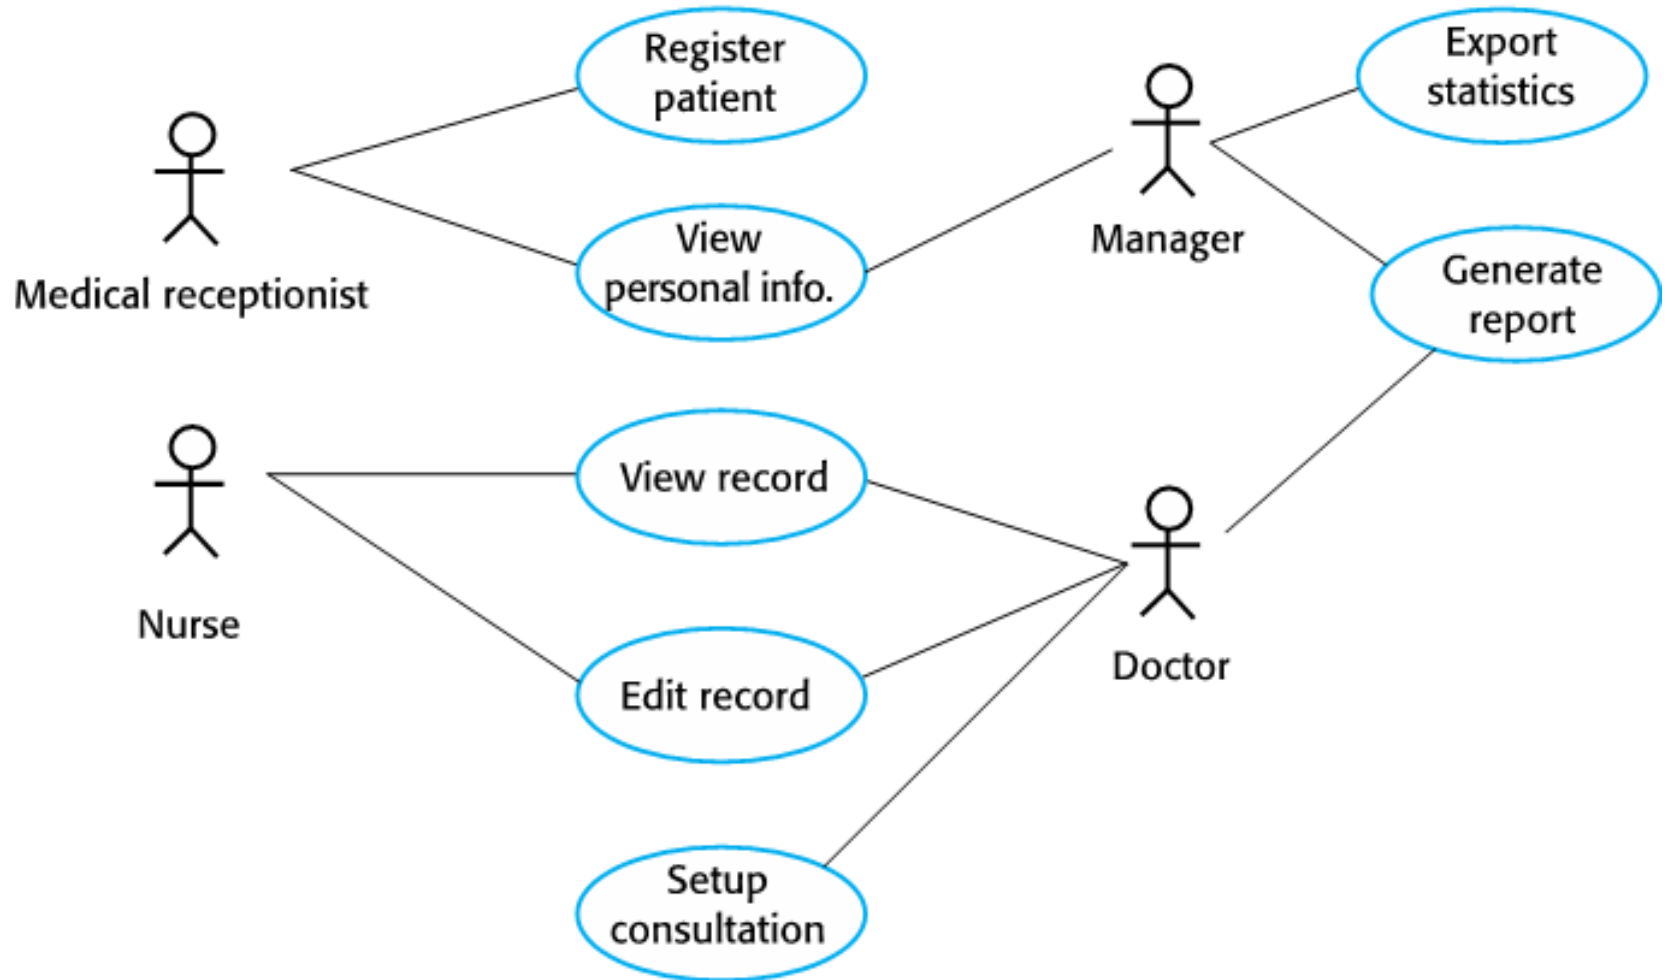 Register
patient
Export
statistics
Medical receptionist
View
personal info.
Manager
Generate
report
Nurse
View record
Edit record
Doctor
Setup
consultation